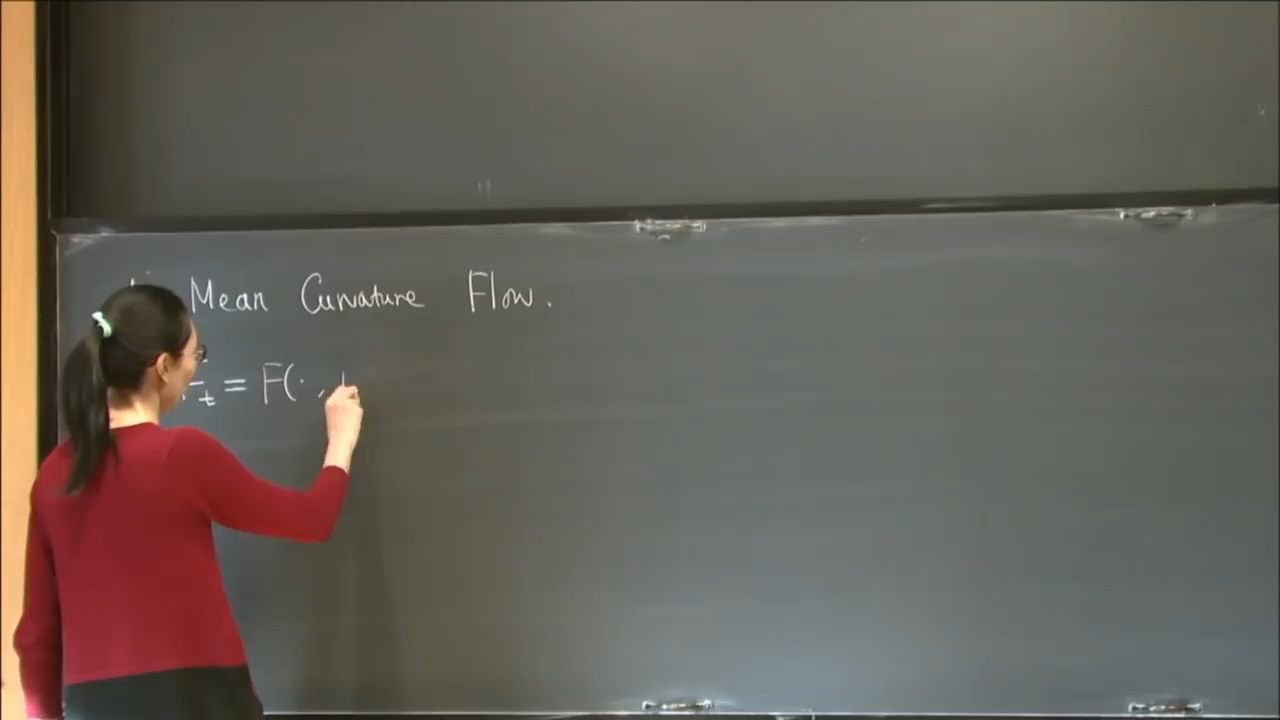 Mean Curvature Flow.
t = F(· ,